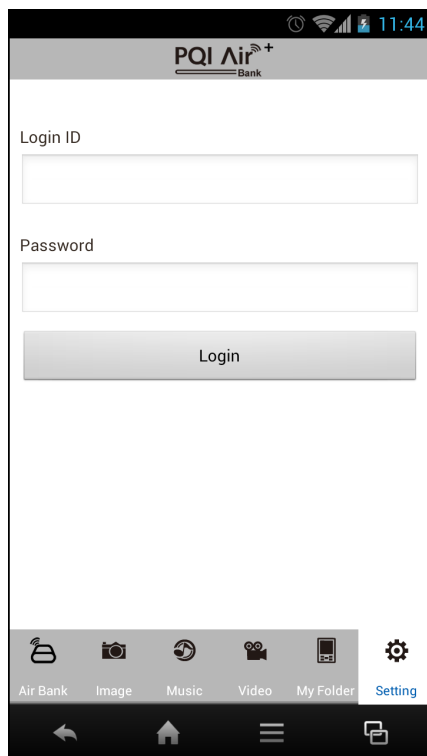 11:44
PQI Air+
Bank
Login ID
Password
Login
Air Bank Image Music Video My Folder Setting